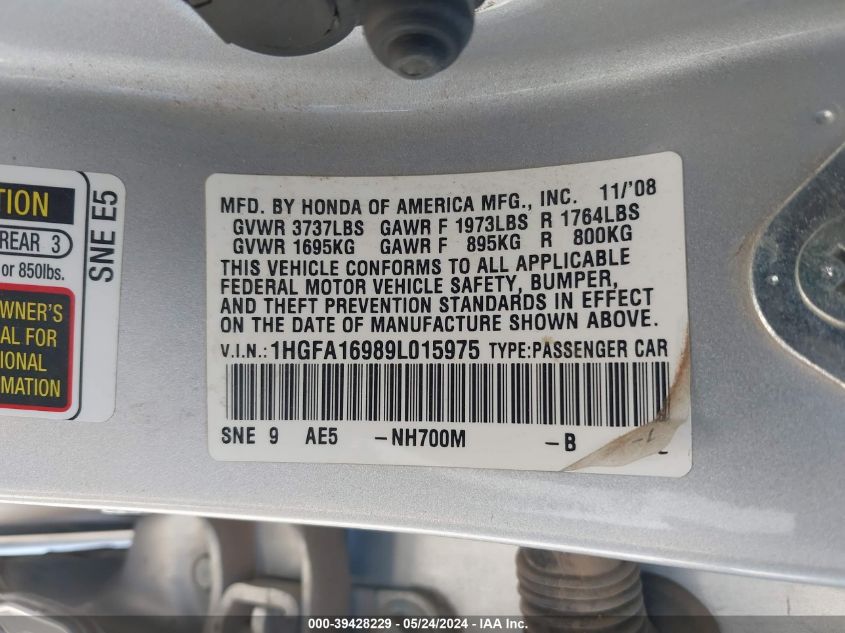 TION
REAR 3
or 850lbs.
OWNER'S
AL FOR
IONAL
MATION
SNE E5
MFD. BY HONDA OF AMERICA MFG., INC. 11/'08
GVWR 3737LBS GAWR F 1973LBS R 1764LBS
GVWR 1695KG GAWR F 895KG R 800KG
THIS VEHICLE CONFORMS TO ALL APPLICABLE
FEDERAL MOTOR VEHICLE SAFETY, BUMPER,
AND THEFT PREVENTION STANDARDS IN EFFECT
ON THE DATE OF MANUFACTURE SHOWN ABOVE.
V.I.N.: 1HGFA16989L015975 TYPE:PASSENGER CAR
SNE 9 AE5 -NH700M -B -1
000-39428229 - 05/24/2024 - IAA Inc.